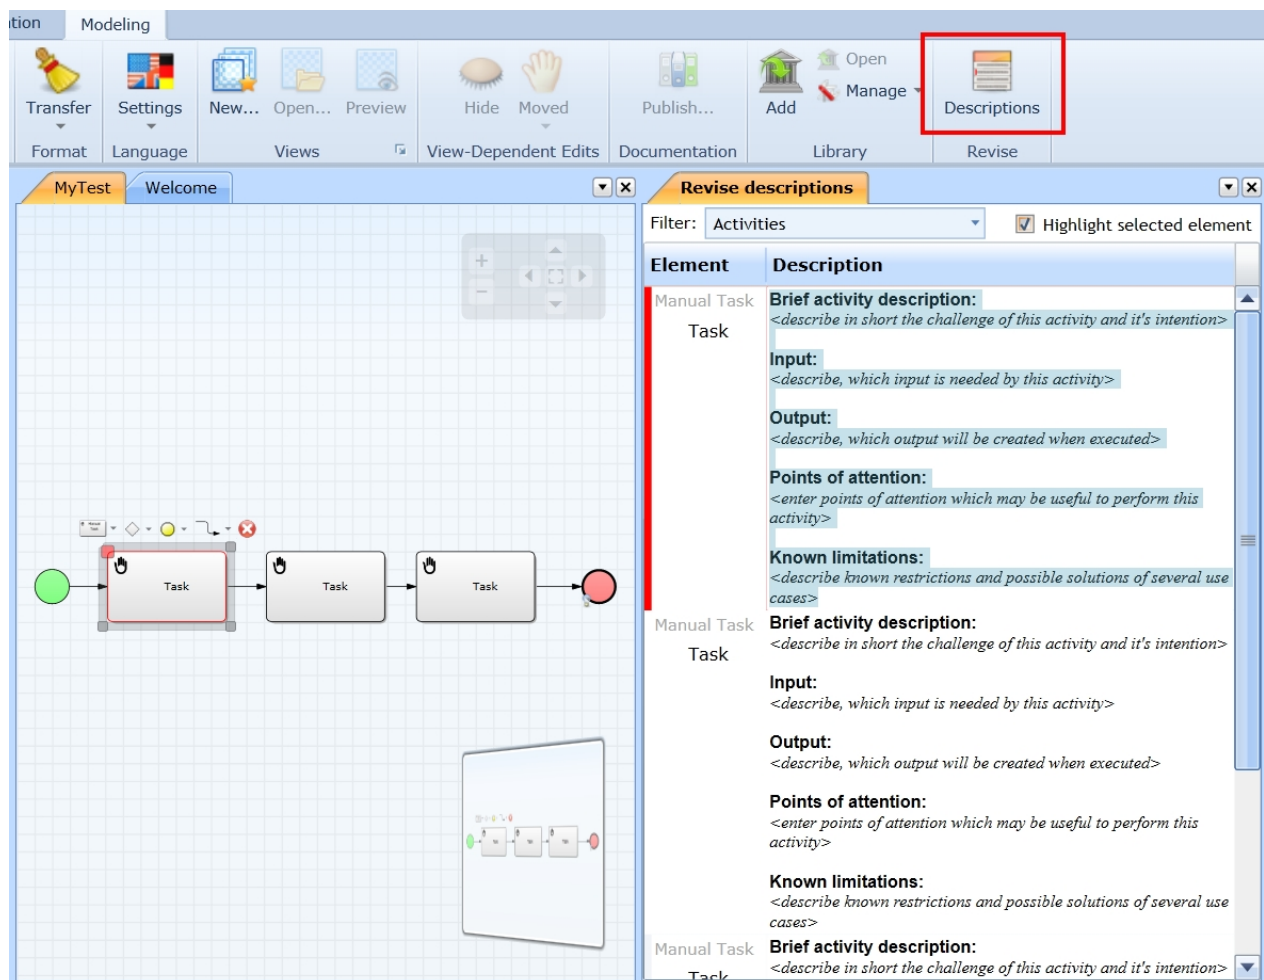 tion Modeling
Transfer Settings New... Open... Preview Hide Moved Publish... Add Open Manage Descriptions
Format Language Views View-Dependent Edits Documentation Library Revise
MyTest Welcome
Task Task Task
Revise descriptions
Filter: Activities Highlight selected element
Element Description
Manual Task
Task
Brief activity description:
<describe in short the challenge of this activity and it's intention>
Input:
<describe, which input is needed by this activity>
Output:
<describe, which output will be created when executed>
Points of attention:
<enter points of attention which may be useful to perform this
activity>
Known limitations:
<describe known restrictions and possible solutions of several use
cases>
Manual Task
Task
Brief activity description:
<describe in short the challenge of this activity and it's intention>
Input:
<describe, which input is needed by this activity>
Output:
<describe, which output will be created when executed>
Points of attention:
<enter points of attention which may be useful to perform this
activity>
Known limitations:
<describe known restrictions and possible solutions of several use
cases>
Manual Task
Task
Brief activity description:
<describe in short the challenge of this activity and it's intention>